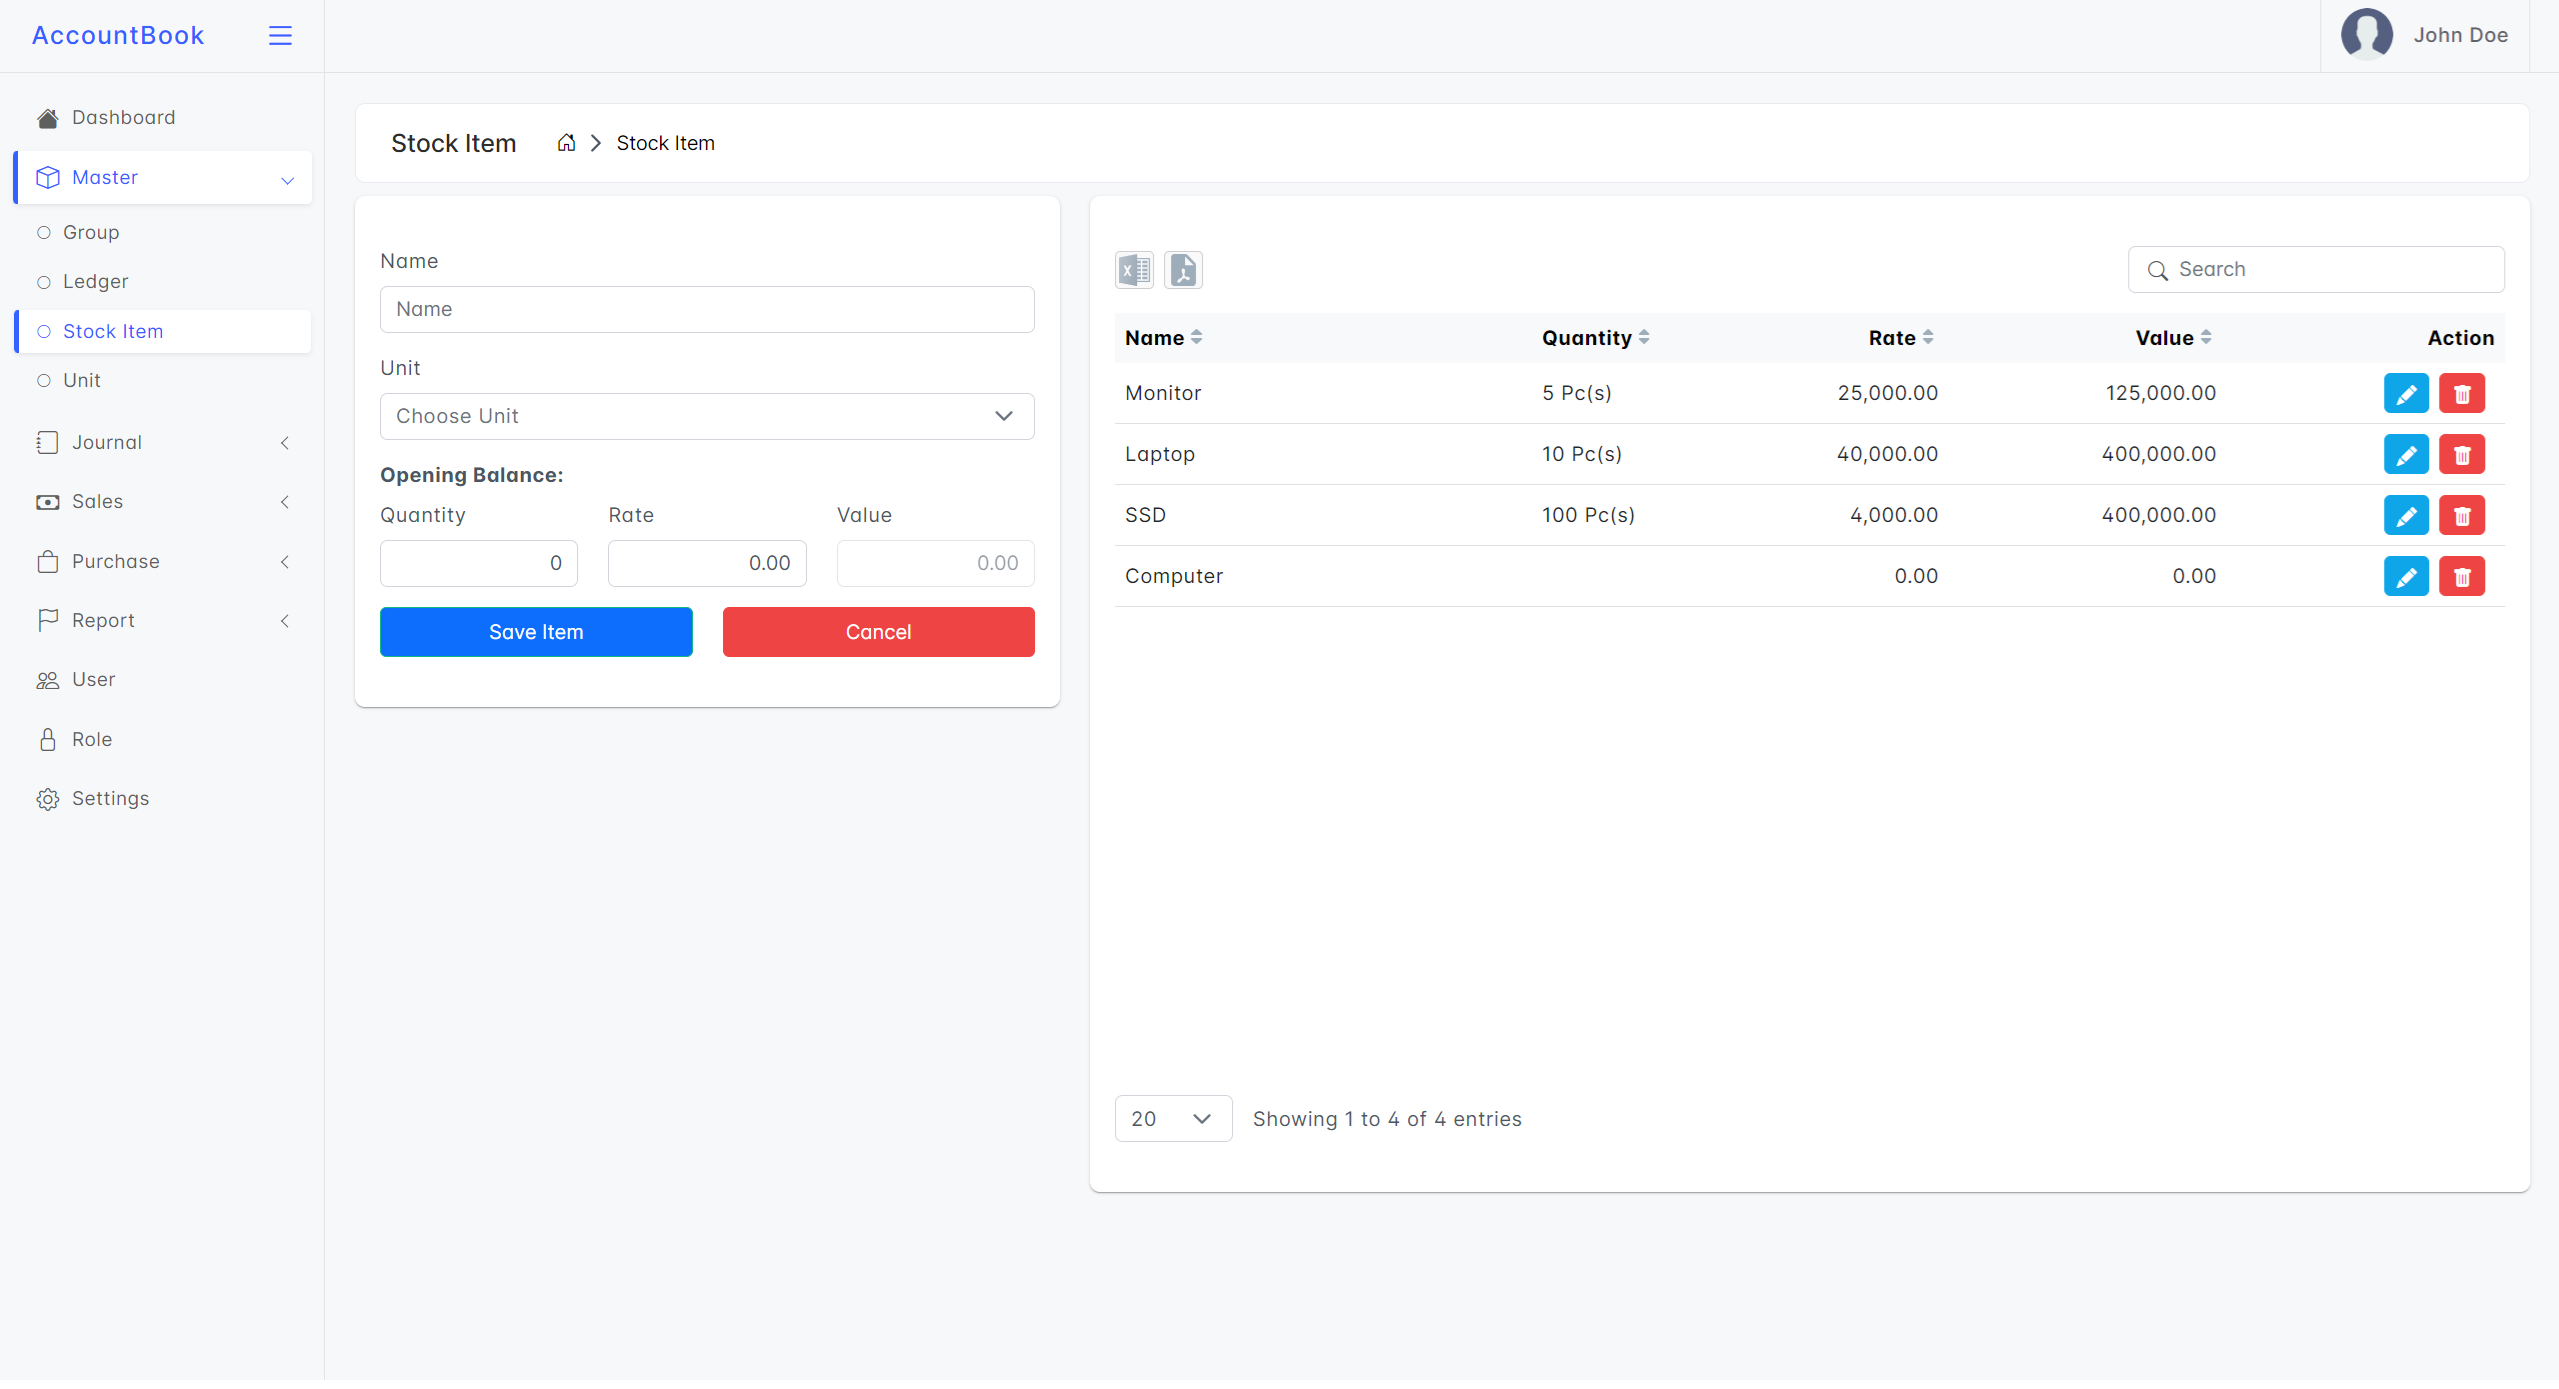 AccountBook
John Doe
Dashboard
Master
Group
Ledger
Stock Item
Unit
Journal
Sales
Purchase
Report
User
Role
Settings
Stock Item
Stock Item
Name
Name
Unit
Choose Unit
Opening Balance:
Quantity Rate Value
0 0.00 0.00
Save Item Cancel
Search
Name Quantity Rate Value Action
Monitor 5 Pc(s) 25,000.00 125,000.00
Laptop 10 Pc(s) 40,000.00 400,000.00
SSD 100 Pc(s) 4,000.00 400,000.00
Computer 0.00 0.00
20 Showing 1 to 4 of 4 entries